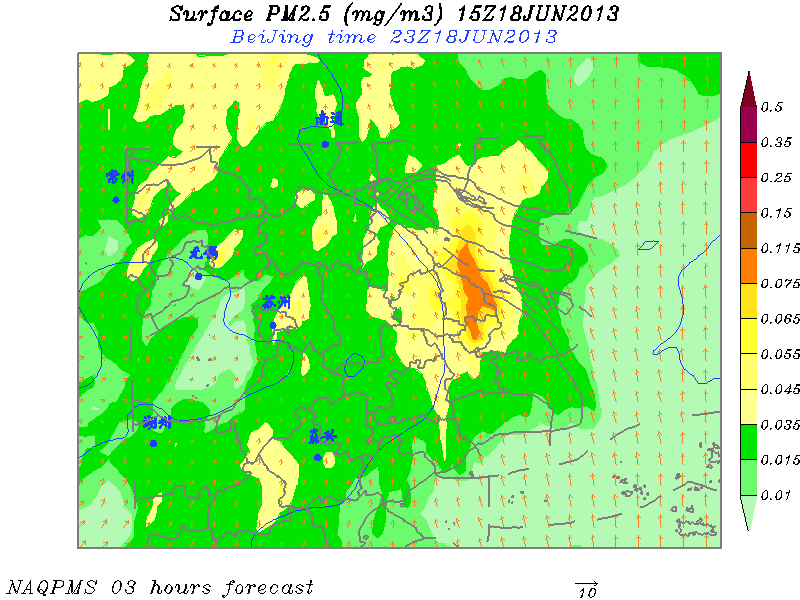 Surface PM2.5 (mg/m3) 15Z18JUN2013
BeiJing time 23Z18JUN2013
南通
常州
无锡
苏州
湖州
嘉兴
0.5
0.35
0.25
0.15
0.115
0.075
0.065
0.055
0.045
0.035
0.015
0.01
NAQPMS 03 hours forecast
10